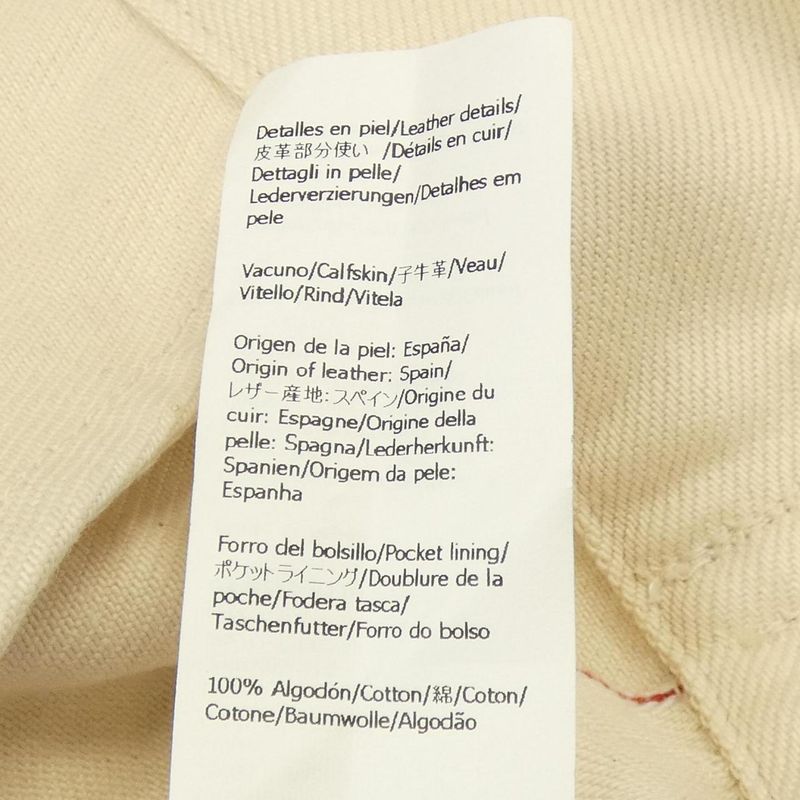 Detalles en piel/Leather details/
皮革部分使い /Détails en cuir/
Dettagli in pelle/
Lederverzierungen/Detalhes em
pele
Vacuno/Calfskin/子牛革/Veau/
Vitello/Rind/Vitela
Origen de la piel: España/
Origin of leather: Spain/
レザー産地: スペイン/Origine du
cuir: Espagne/Origine della
pelle: Spagna/Lederherkunft:
Spanien/Origem da pele:
Espanha
Forro del bolsillo/Pocket lining/
ポケットライニング/Doublure de la
poche/Fodera tasca/
Taschenfutter/Forro do bolso
100% Algodón/Cotton/綿/Coton/
Cotone/Baumwolle/Algodão